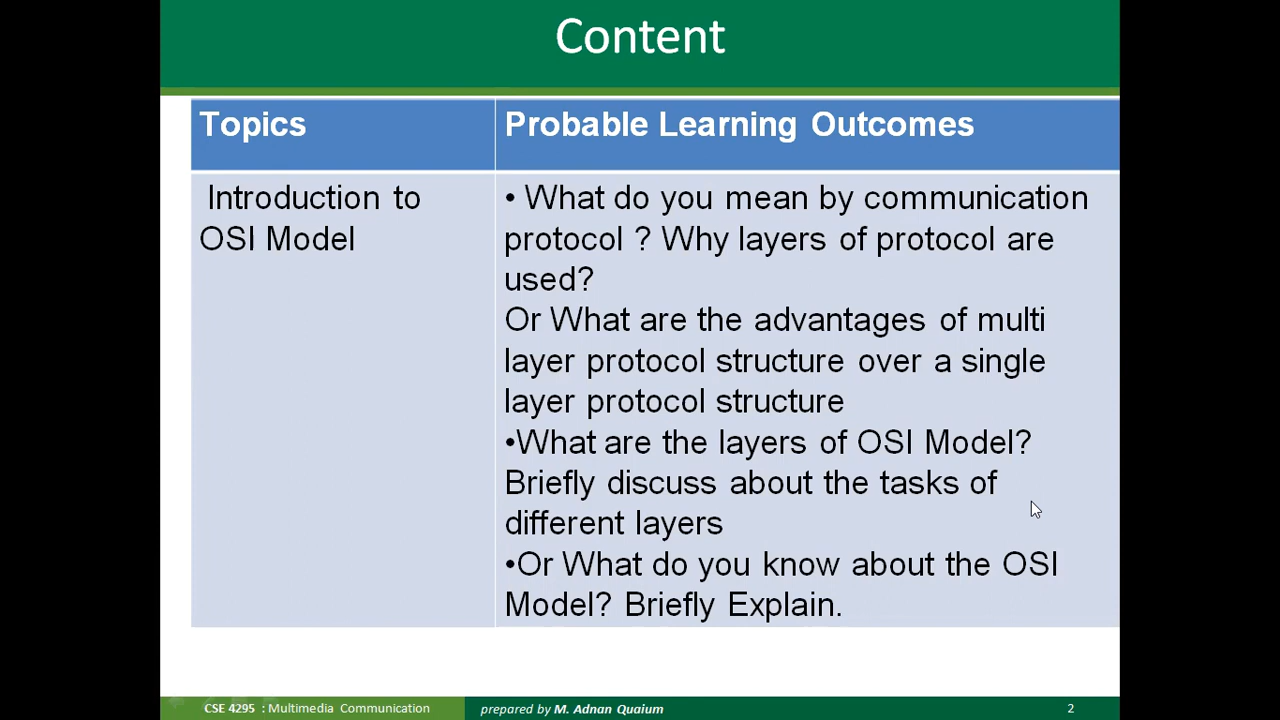 Content
Topics
Probable Learning Outcomes
Introduction to
OSI Model
• What do you mean by communication
protocol ? Why layers of protocol are
used?
Or What are the advantages of multi
layer protocol structure over a single
layer protocol structure
•What are the layers of OSI Model?
Briefly discuss about the tasks of
different layers
•Or What do you know about the OSI
Model? Briefly Explain.
CSE 4295 : Multimedia Communication
prepared by M. Adnan Quaium
2